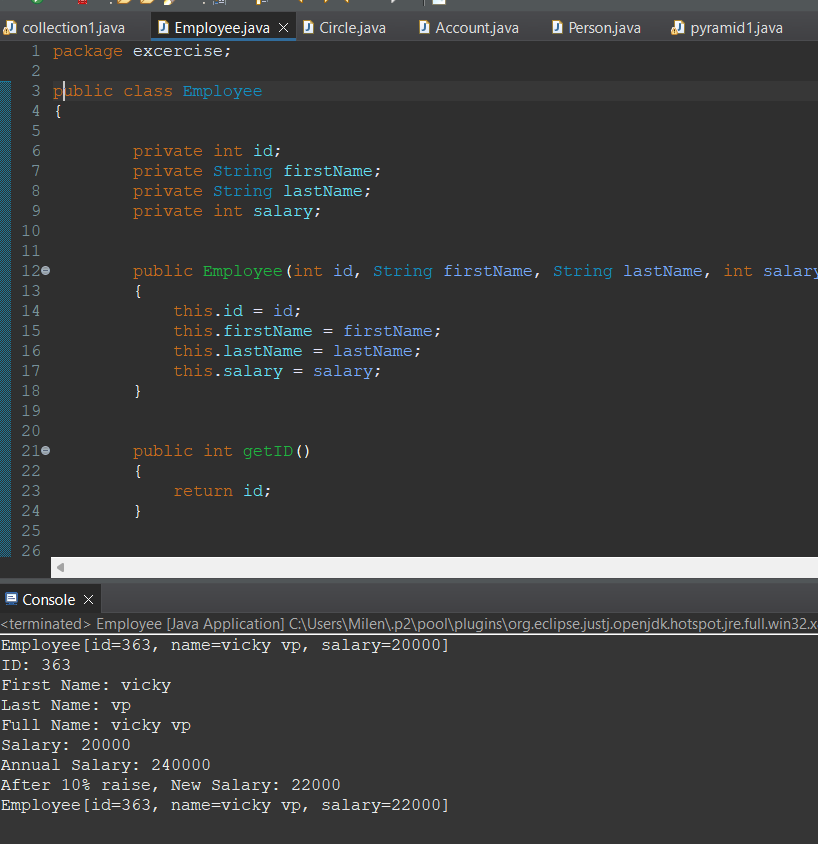 collection1.java Employee.java Circle.java Account.java Person.java pyramid1.java
1 package excercise;
2
3 public class Employee
4 {
5
6 private int id;
7 private String firstName;
8 private String lastName;
9 private int salary;
10
11
12 public Employee(int id, String firstName, String lastName, int salary
13 {
14 this.id = id;
15 this.firstName = firstName;
16 this.lastName = lastName;
17 this.salary = salary;
18 }
19
20
21 public int getID()
22 {
23 return id;
24 }
25
26
Console
<terminated> Employee [Java Application] C:\Users\Milen\.p2\pool\plugins\org.eclipse.justj.openjdk.hotspot.jre.full.win32.x
Employee[id=363, name=vicky vp, salary=20000]
ID: 363
First Name: vicky
Last Name: vp
Full Name: vicky vp
Salary: 20000
Annual Salary: 240000
After 10% raise, New Salary: 22000
Employee[id=363, name=vicky vp, salary=22000]